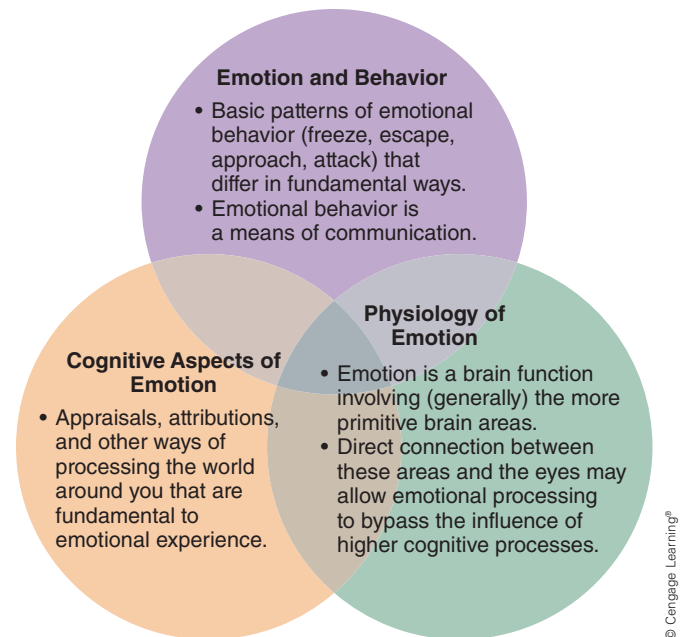 Emotion and Behavior
• Basic patterns of emotional
behavior (freeze, escape,
approach, attack) that
differ in fundamental ways.
• Emotional behavior is
a means of communication.
Physiology of
Emotion
• Emotion is a brain function
involving (generally) the more
primitive brain areas.
• Direct connection between
these areas and the eyes may
allow emotional processing
to bypass the influence of
higher cognitive processes.
Cognitive Aspects of
Emotion
• Appraisals, attributions,
and other ways of
processing the world
around you that are
fundamental to
emotional experience.
© Cengage Learning®